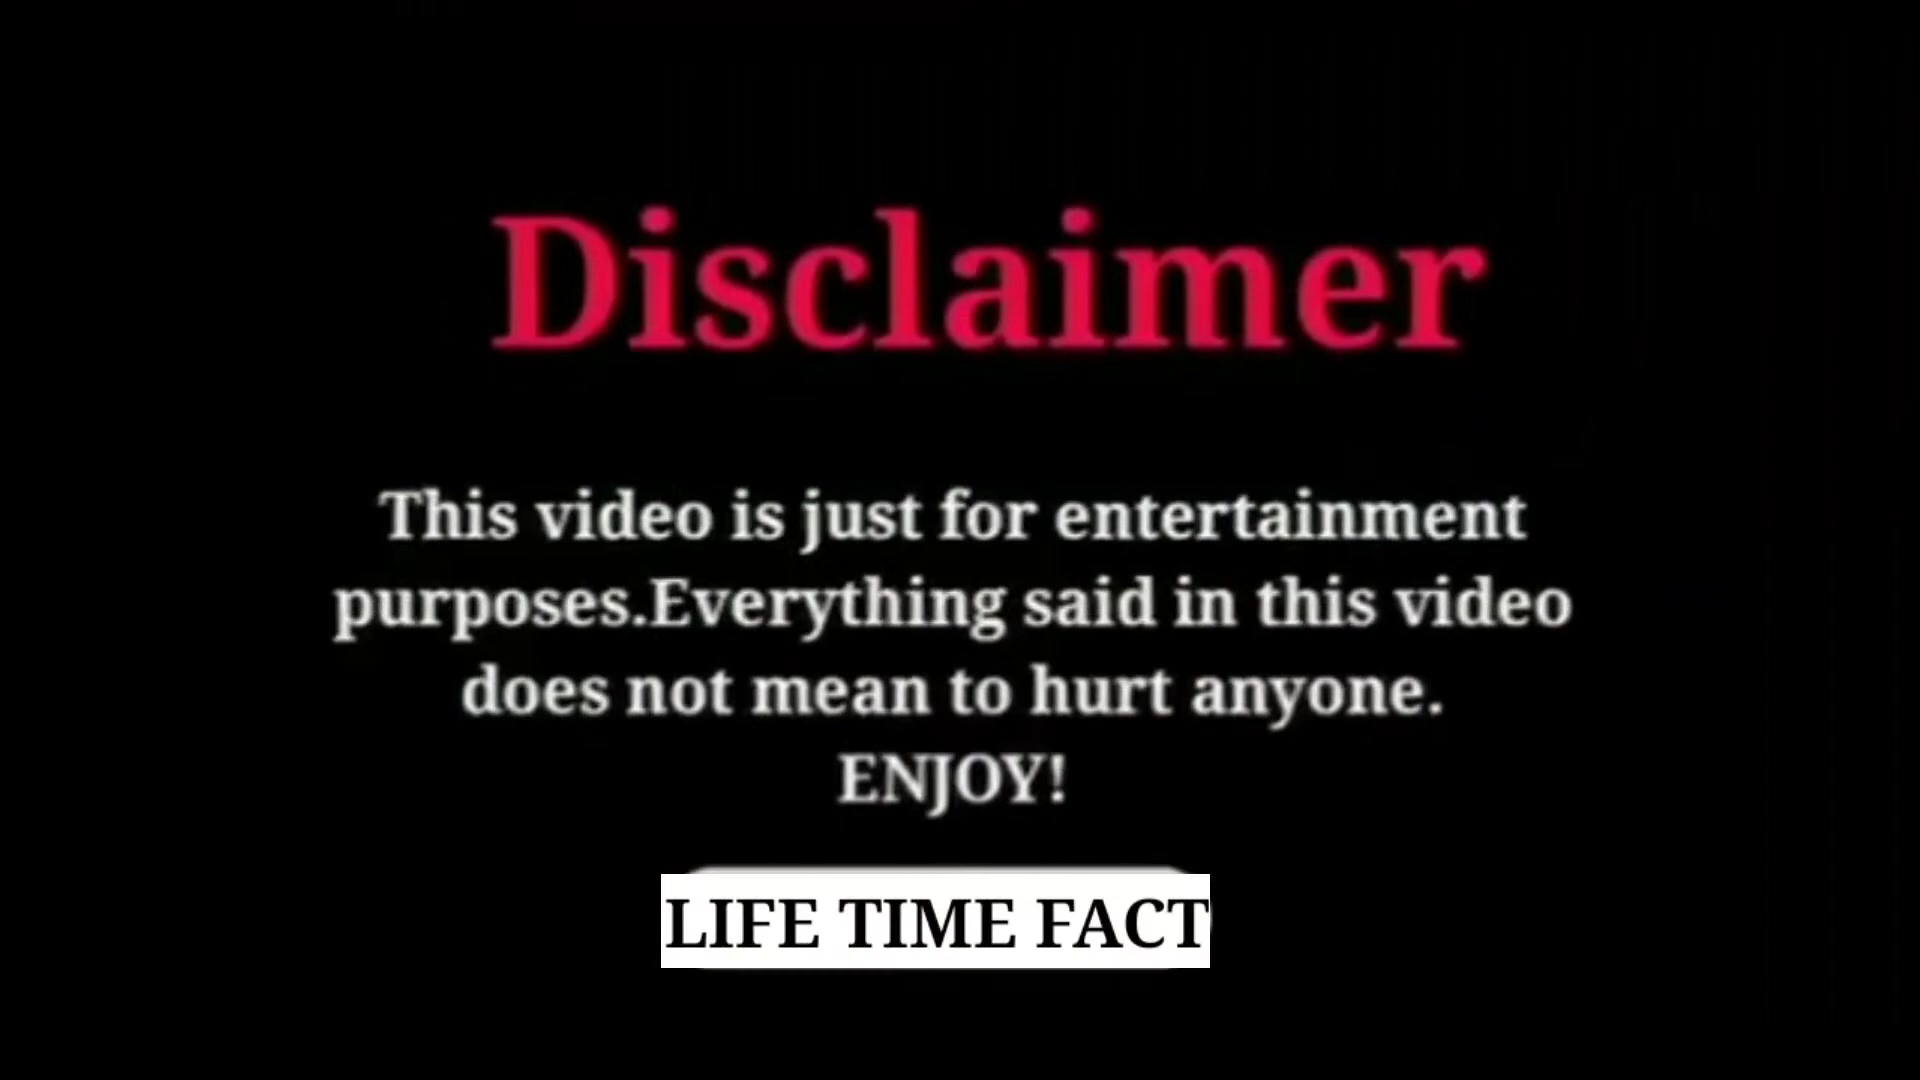 Disclaimer
This video is just for entertainment
purposes.Everything said in this video
does not mean to hurt anyone.
ENJOY!
LIFE TIME FACT